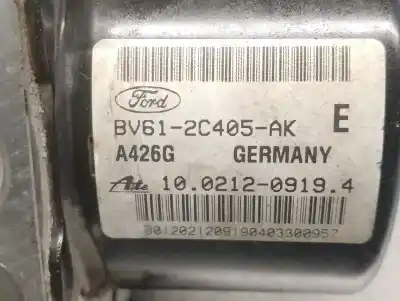 Ford
BV61-2C405-AK E
A426G GERMANY
Ate 10.0212-0919.4